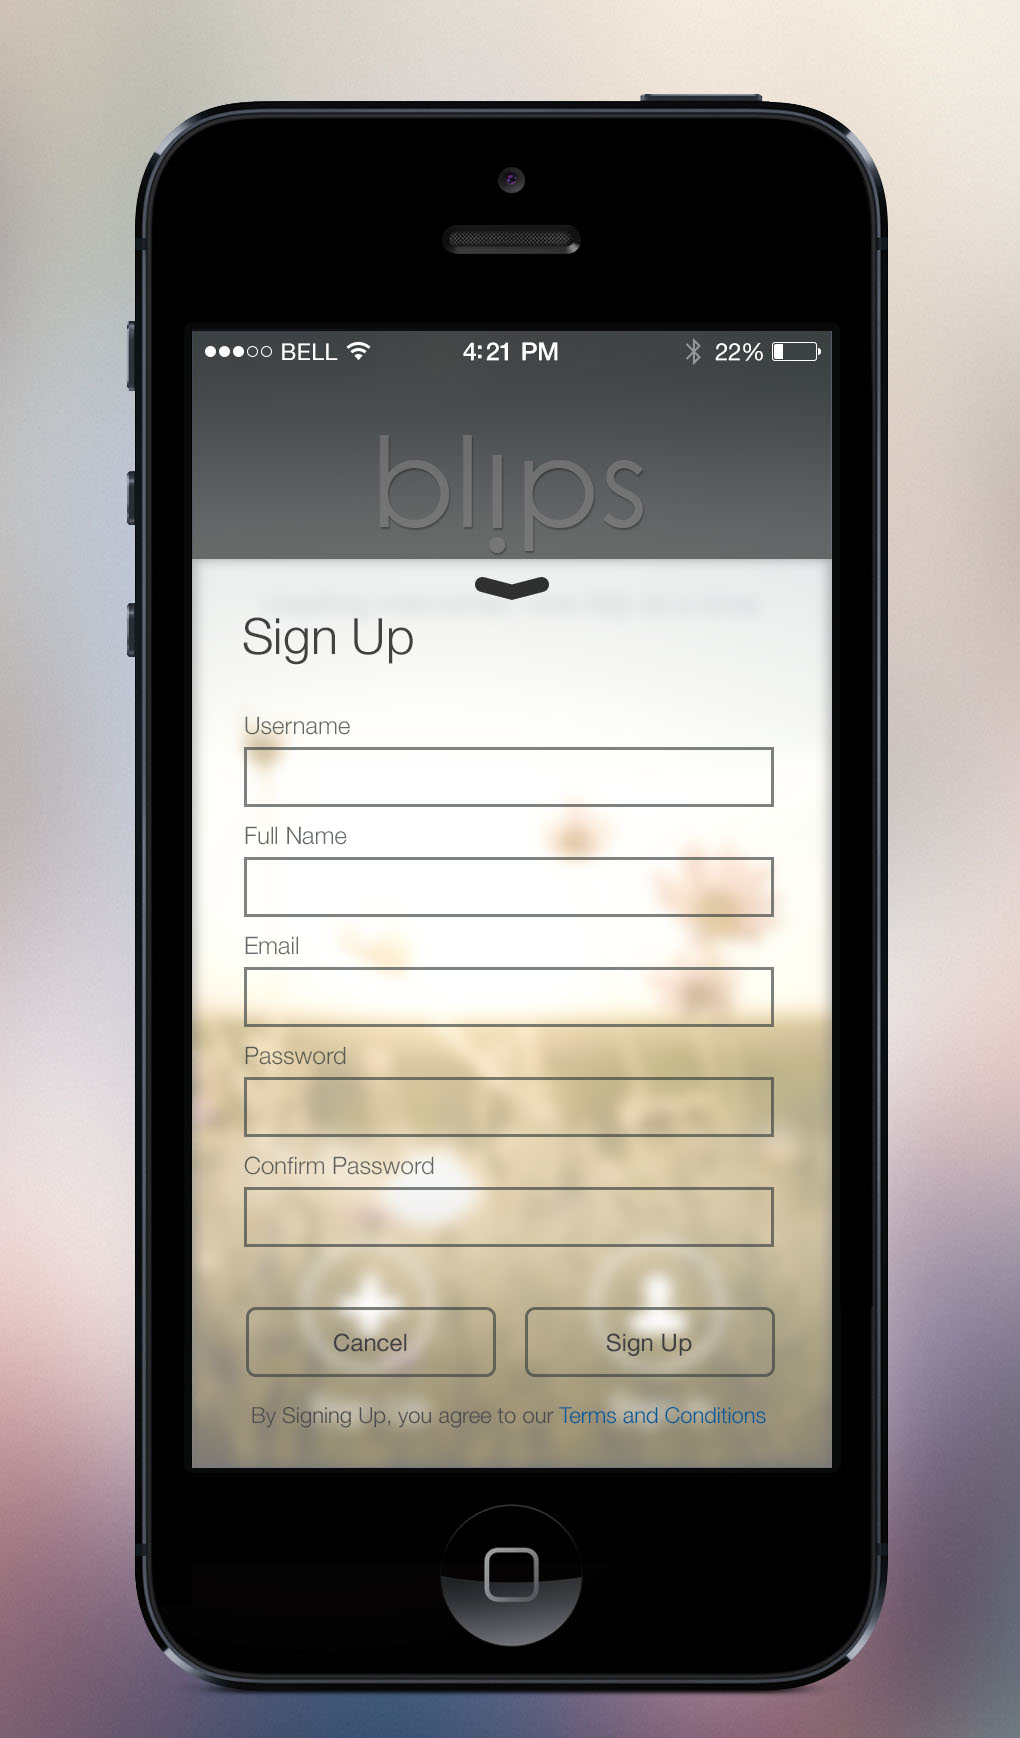 BELL 4:21 PM 22%
blips
Sign Up
Username
Full Name
Email
Password
Confirm Password
Cancel Sign Up
By Signing Up, you agree to our Terms and Conditions